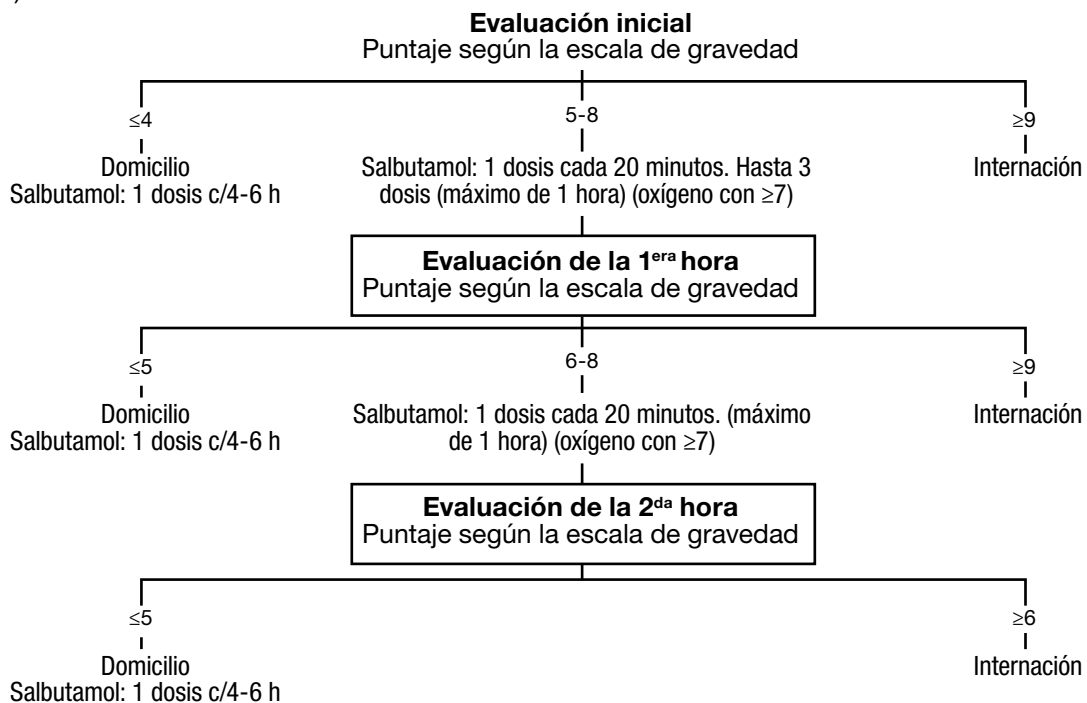 Evaluación inicial
Puntaje según la escala de gravedad
≤4
5-8
≥9
Domicilio
Salbutamol: 1 dosis c/4-6 h
Salbutamol: 1 dosis cada 20 minutos. Hasta 3
dosis (máximo de 1 hora) (oxígeno con ≥7)
Internación
Evaluación de la 1era hora
Puntaje según la escala de gravedad
≤5
6-8
≥9
Domicilio
Salbutamol: 1 dosis c/4-6 h
Salbutamol: 1 dosis cada 20 minutos. (máximo
de 1 hora) (oxígeno con ≥7)
Internación
Evaluación de la 2da hora
Puntaje según la escala de gravedad
≤5
≥6
Domicilio
Salbutamol: 1 dosis c/4-6 h
Internación